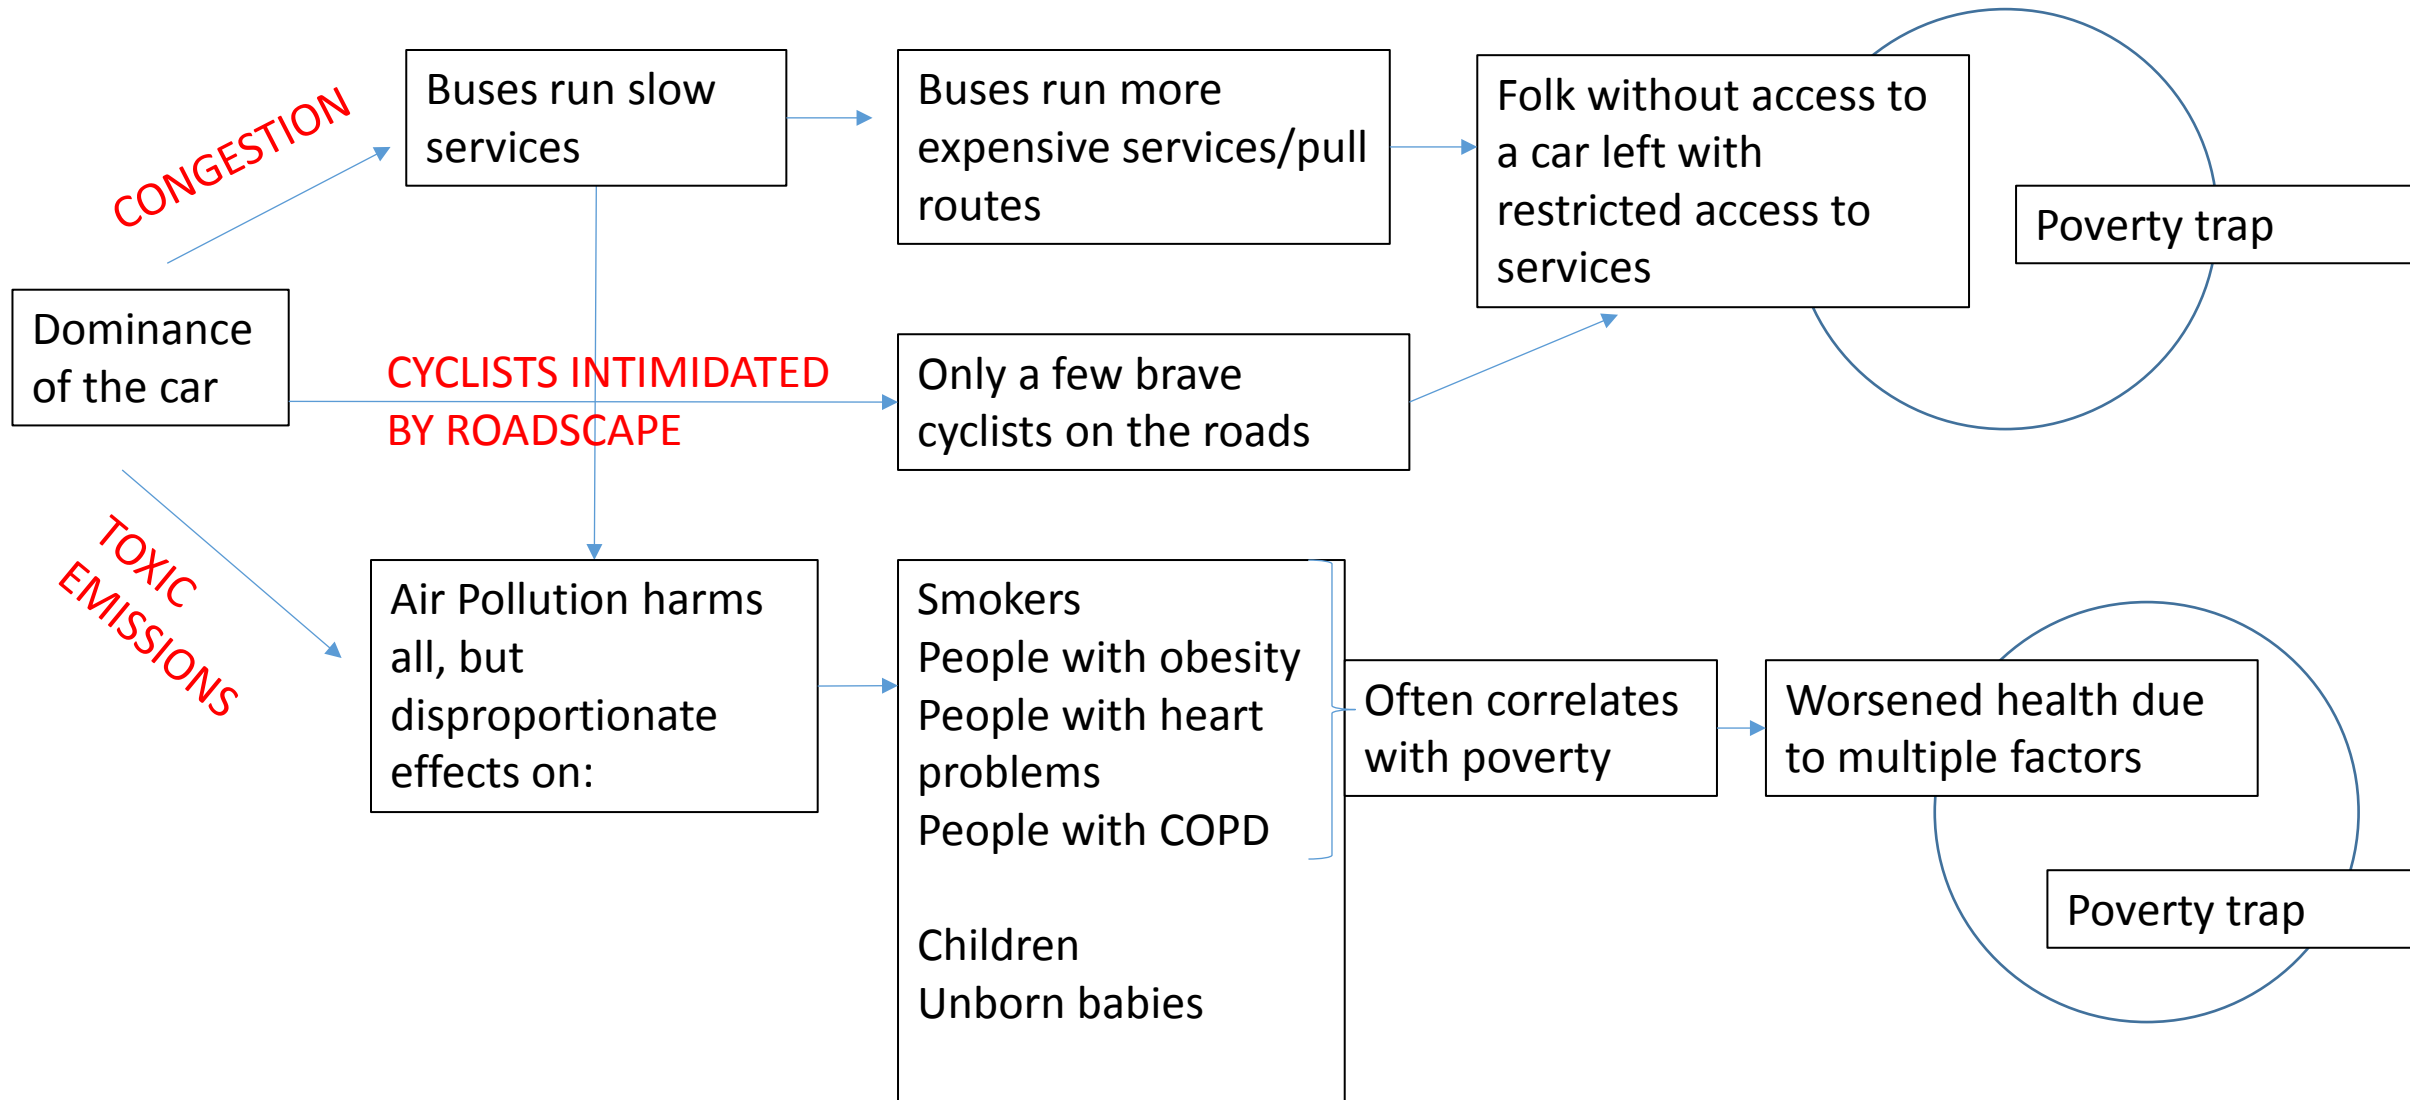 CONGESTION
Buses run slow
services
Buses run more
expensive services/pull
routes
Folk without access to
a car left with
restricted access to
services
Poverty trap
Dominance
of the car
CYCLISTS INTIMIDATED
BY ROADSCAPE
Only a few brave
cyclists on the roads
TOXIC
EMISSIONS
Air Pollution harms
all, but
disproportionate
effects on:
Smokers
People with obesity
People with heart
problems
People with COPD
Children
Unborn babies
Often correlates
with poverty
Worsened health due
to multiple factors
Poverty trap